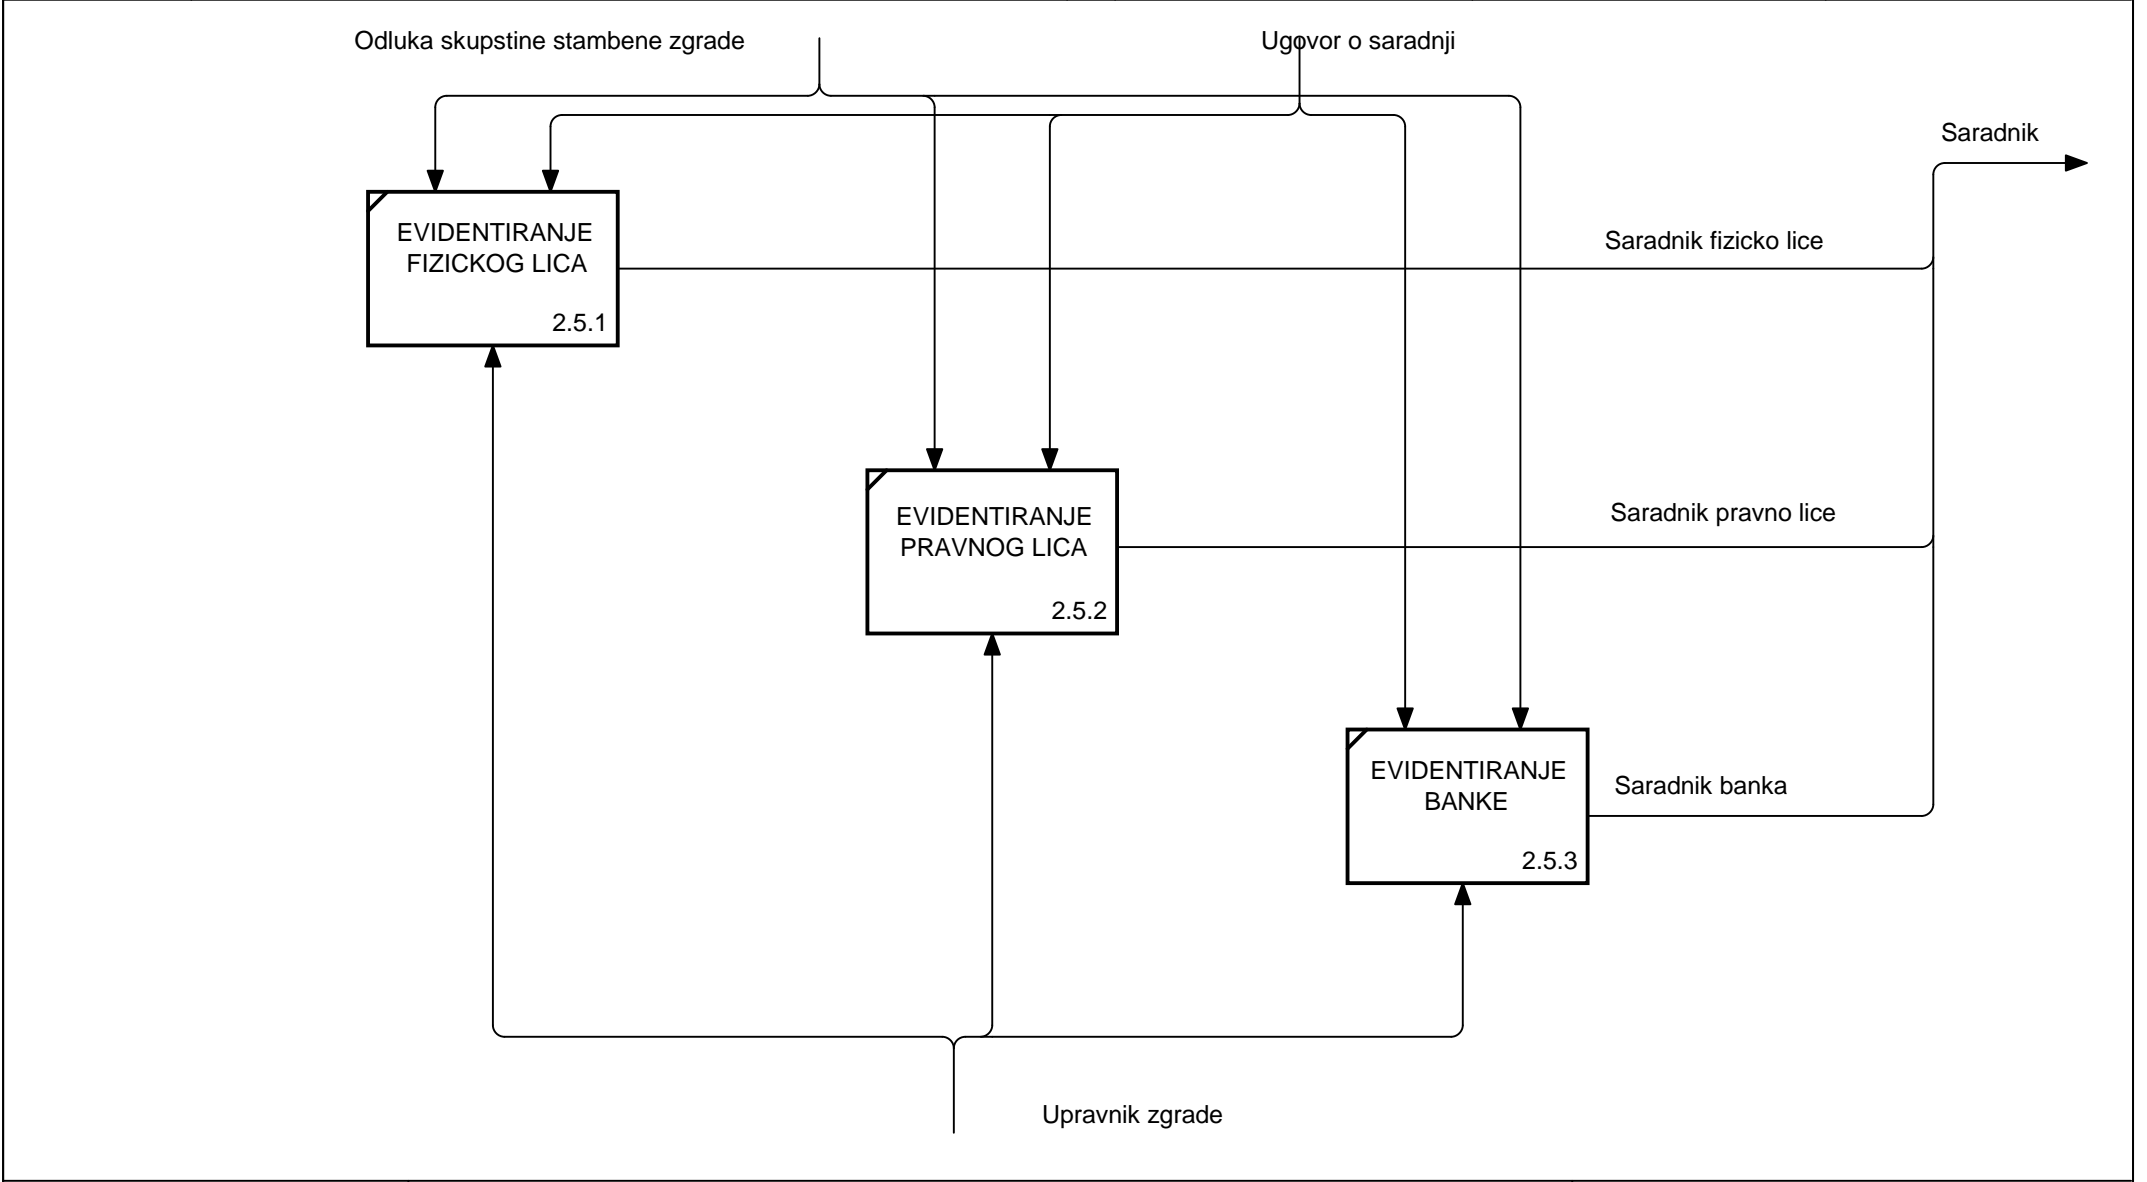 Odluka skupstine stambene zgrade
Ugovor o saradnji
Saradnik
EVIDENTIRANJE
FIZICKOG LICA
2.5.1
Saradnik fizicko lice
EVIDENTIRANJE
PRAVNOG LICA
2.5.2
Saradnik pravno lice
EVIDENTIRANJE
BANKE
2.5.3
Saradnik banka
Upravnik zgrade